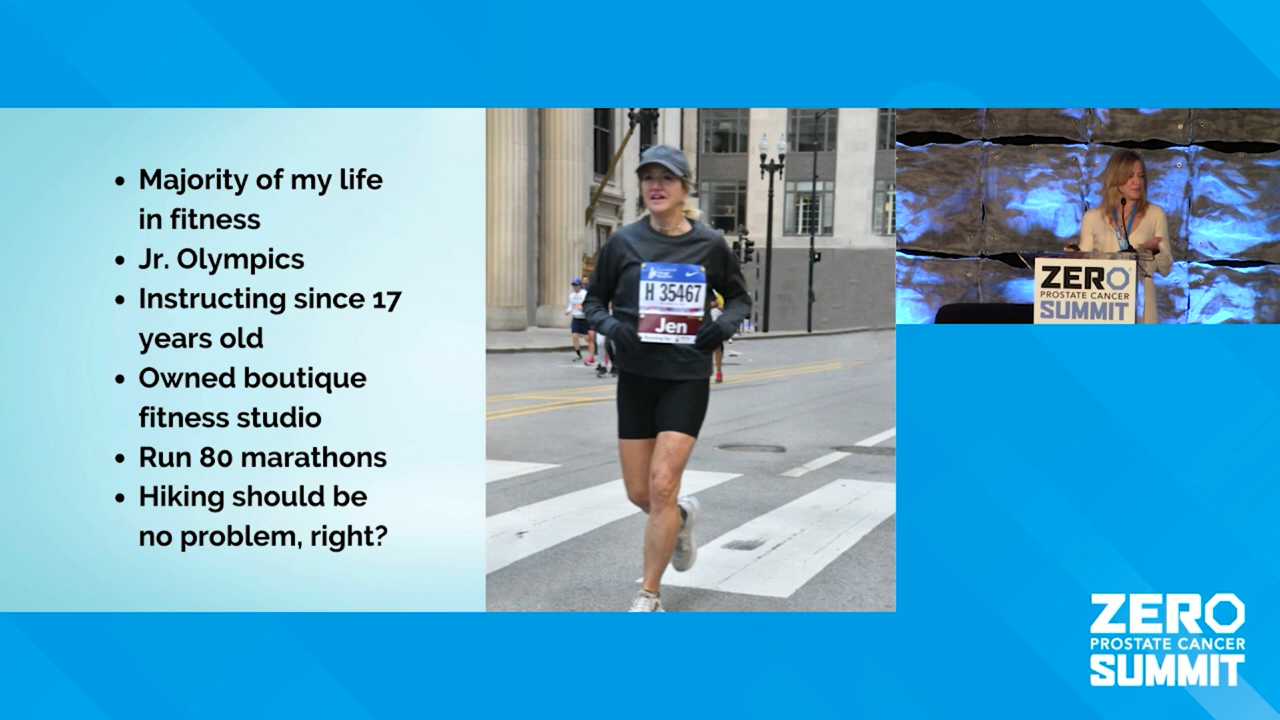 • Majority of my life
in fitness
• Jr. Olympics
• Instructing since 17
years old
• Owned boutique
fitness studio
• Run 80 marathons
• Hiking should be
no problem, right?
H 35467
Jen
ZERO
PROSTATE CANCER
SUMMIT
ZERO
PROSTATE CANCER
SUMMIT